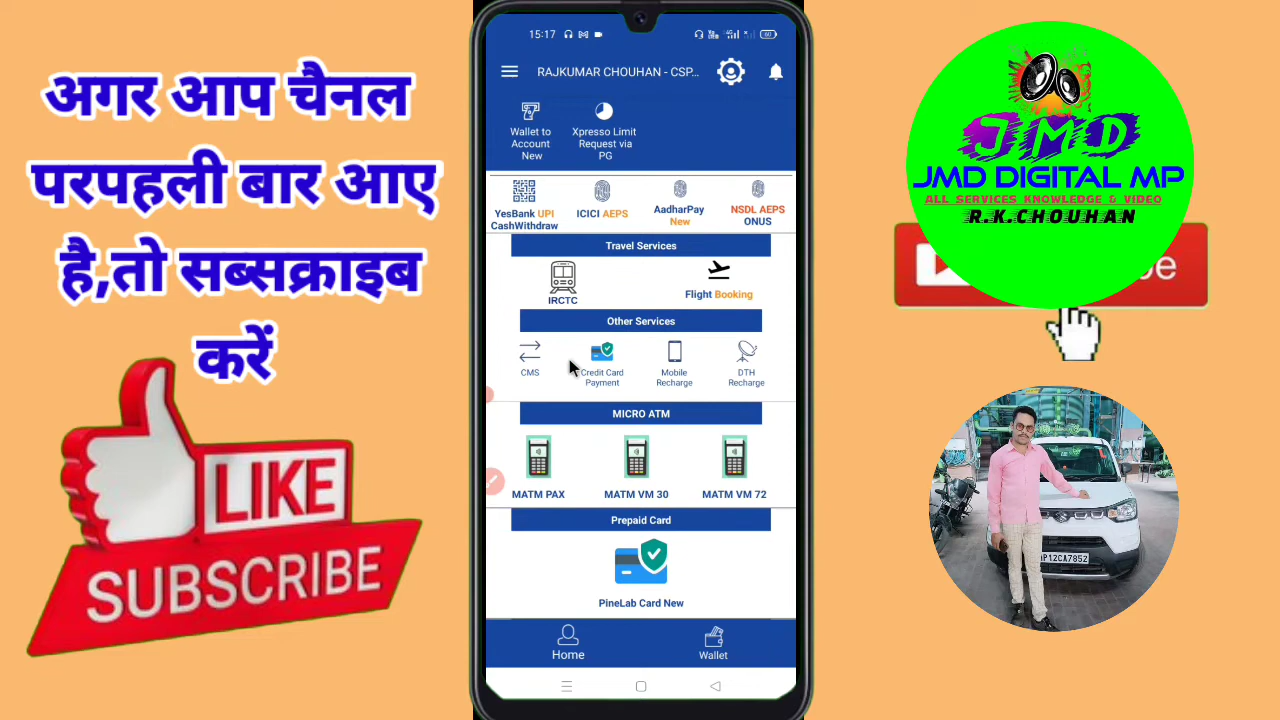 अगर आप चैनल
परपहली बार आए
है,तो सब्सक्राइब
करें
LIKE
SUBSCRIBE
15:17
60
RAJKUMAR CHOUHAN - CSP...
Wallet to
Account
New
Xpresso Limit
Request via
PG
YesBank UPI
CashWithdraw
ICICI AEPS
AadharPay
New
NSDL AEPS
ONUS
Travel Services
IRCTC
Flight Booking
Other Services
CMS
Credit Card
Payment
Mobile
Recharge
DTH
Recharge
MICRO ATM
MATM PAX
MATM VM 30
MATM VM 72
Prepaid Card
PineLab Card New
Home
Wallet
JMD
JMD DIGITAL MP
ALL SERVICES KNOWLEDGE & VIDEO
R.K.CHOUHAN
be